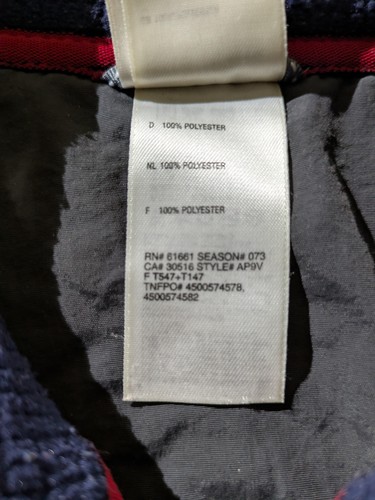 D 100% POLYESTER
NL 100% POLYESTER
F 100% POLYESTER
RN# 61661 SEASON# 073
CA# 30516 STYLE# AP9V
F T547+T147
TNFPO# 4500574578,
4500574582